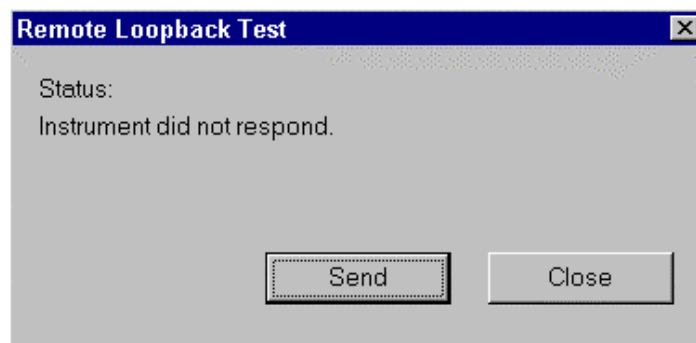 Remote Loopback Test
Status:
Instrument did not respond.
Send Close